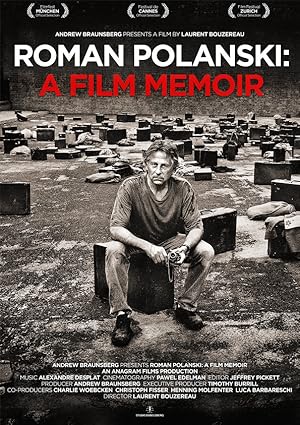 Filmfest
MÜNCHEN
Official Selection
Festival de
CANNES
Official Selection
Film Festival
ZURICH
Official Selection
ANDREW BRAUNSBERG PRESENTS A FILM BY LAURENT BOUZEREAU
ROMAN POLANSKI:
A FILM MEMOIR
ANDREW BRAUNSBERG PRESENTS ROMAN POLANSKI: A FILM MEMOIR
AN ANAGRAM FILMS PRODUCTION
MUSIC ALEXANDRE DESPLAT CINEMATOGRAPHY PAWEL EDELMAN EDITOR JEFFREY PICKETT
PRODUCER ANDREW BRAUNSBERG EXECUTIVE PRODUCER TIMOTHY BURRILL
CO-PRODUCERS CHARLIE WOEBCKEN CHRISTOPH FISSER HENNING MOLFENTER LUCA BARBARESCHI
DIRECTOR LAURENT BOUZEREAU